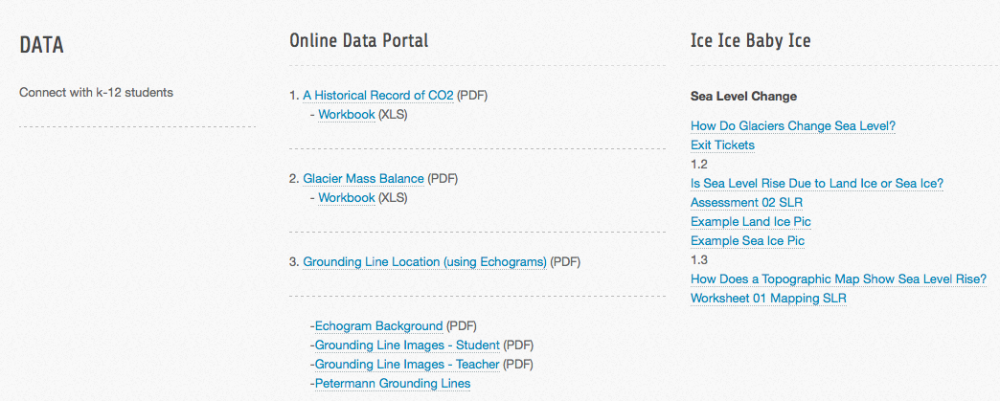 DATA
Connect with k-12 students
Online Data Portal
1. A Historical Record of CO2 (PDF)
- Workbook (XLS)
2. Glacier Mass Balance (PDF)
- Workbook (XLS)
3. Grounding Line Location (using Echograms) (PDF)
-Echogram Background (PDF)
-Grounding Line Images - Student (PDF)
-Grounding Line Images - Teacher (PDF)
-Petermann Grounding Lines
Ice Ice Baby Ice
Sea Level Change
How Do Glaciers Change Sea Level?
Exit Tickets
1.2
Is Sea Level Rise Due to Land Ice or Sea Ice?
Assessment 02 SLR
Example Land Ice Pic
Example Sea Ice Pic
1.3
How Does a Topographic Map Show Sea Level Rise?
Worksheet 01 Mapping SLR